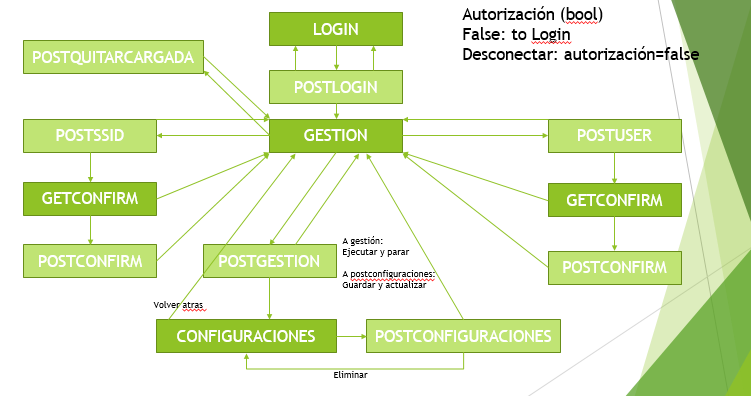 Autorización (bool)
False: to Login
Desconectar: autorización=false
LOGIN
POSTQUITARCARGADA
POSTLOGIN
POSTSSID
GESTION
POSTUSER
GETCONFIRM
GETCONFIRM
POSTCONFIRM
POSTGESTION
A gestión:
Ejecutar y parar
A postconfiguraciones:
Guardar y actualizar
POSTCONFIRM
Volver atras
CONFIGURACIONES
POSTCONFIGURACIONES
Eliminar